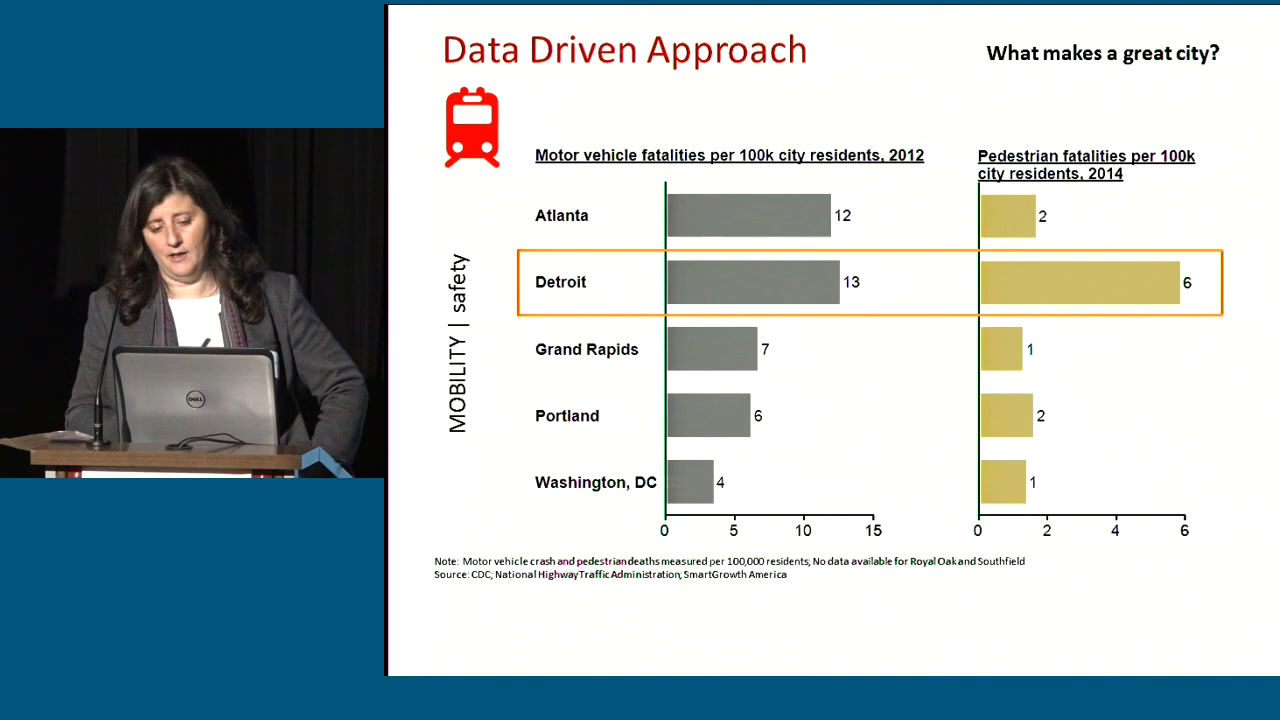 Data Driven Approach
What makes a great city?
Motor vehicle fatalities per 100k city residents, 2012
Pedestrian fatalities per 100k
city residents, 2014
MOBILITY | safety
Atlanta
12
2
Detroit
13
6
Grand Rapids
7
1
Portland
6
2
Washington, DC
4
1
0 5 10 15
0 2 4 6
Note: Motor vehicle crash and pedestrian deaths measured per 100,000 residents; No data available for Royal Oak and Southfield
Source: CDC; National Highway Traffic Administration; SmartGrowth America
DELL